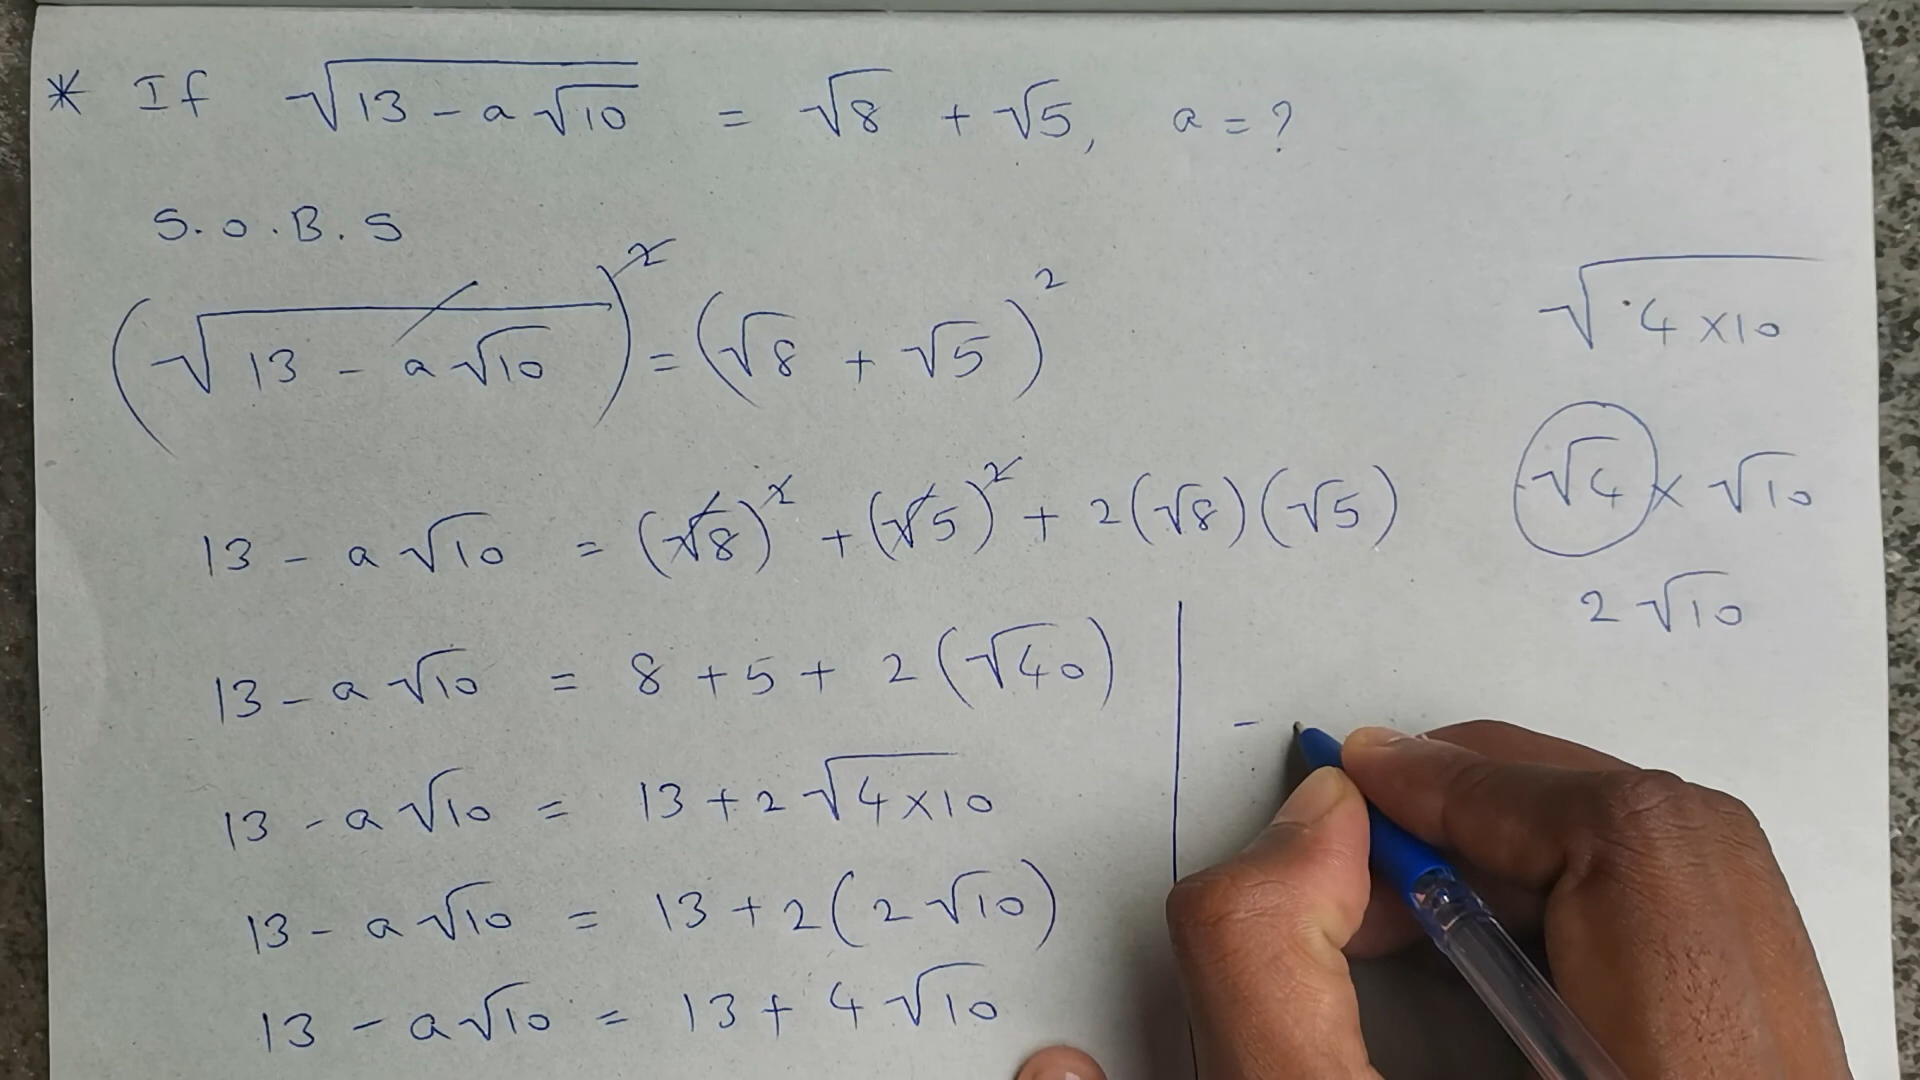 * If √(13 - a√10) = √8 + √5, a = ?
S.O.B.S
(√(13 - a√10))² = (√8 + √5)²
13 - a√10 = (√8)² + (√5)² + 2(√8)(√5)
13 - a√10 = 8 + 5 + 2(√40)
13 - a√10 = 13 + 2√(4×10)
13 - a√10 = 13 + 2(2√10)
13 - a√10 = 13 + 4√10
√(4×10)
√4 × √10
2√10
-